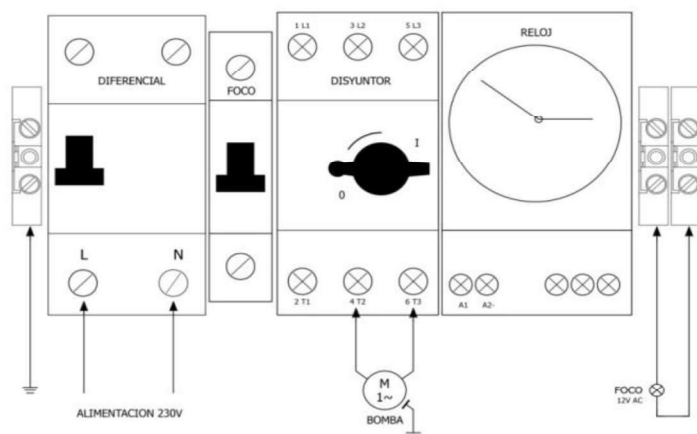 1 L1 3 L2 5 L3
RELOJ
DIFERENCIAL
FOCO
DISYUNTOR
I
0
L N
2 T1 4 T2 6 T3
A1 A2-
M
1~
BOMBA
ALIMENTACION 230V
FOCO
12V AC